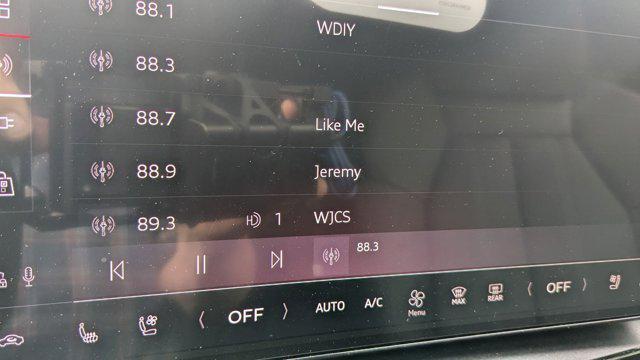 88.1 WDIY
88.3
88.7 Like Me
88.9 Jeremy
89.3 HD 1 WJCS
88.3
OFF AUTO A/C Menu MAX REAR OFF